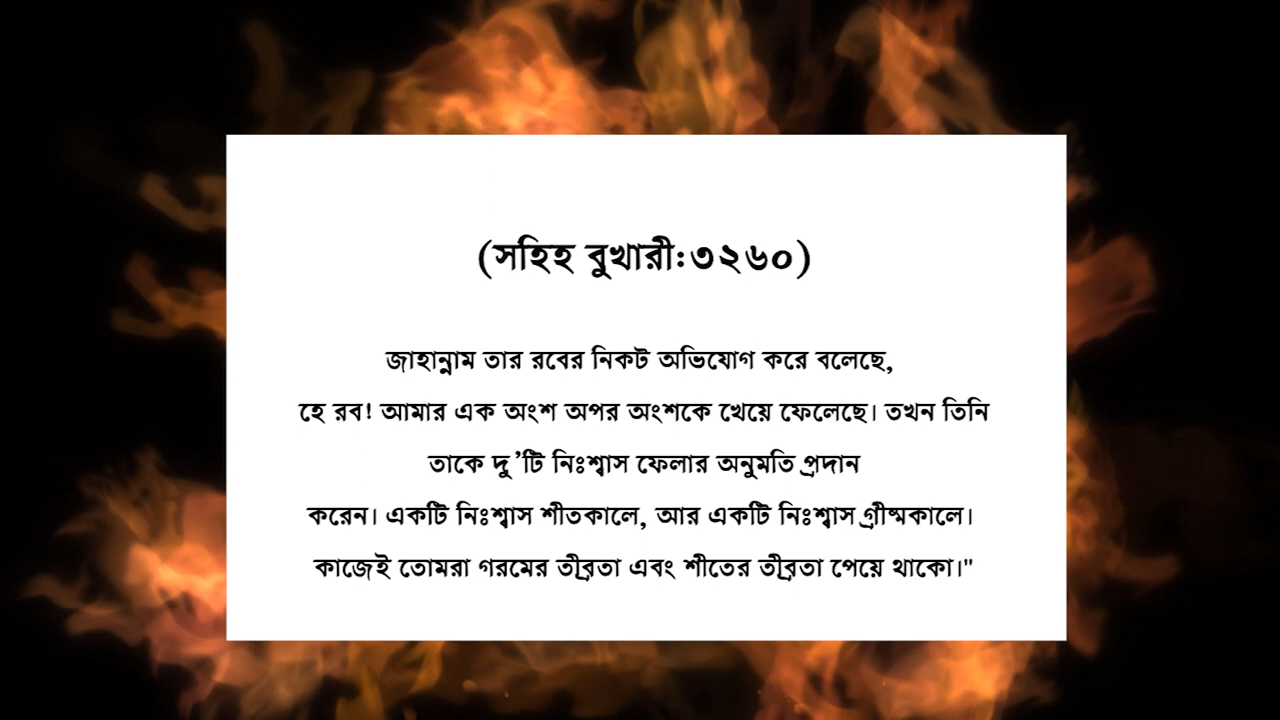 (সহিহ বুখারী:৩২৬০)
জাহান্নাম তার রবের নিকট অভিযোগ করে বলেছে,
হে রব! আমার এক অংশ অপর অংশকে খেয়ে ফেলেছে। তখন তিনি
তাকে দু'টি নিঃশ্বাস ফেলার অনুমতি প্রদান
করেন। একটি নিঃশ্বাস শীতকালে, আর একটি নিঃশ্বাস গ্রীষ্মকালে।
কাজেই তোমরা গরমের তীব্রতা এবং শীতের তীব্রতা পেয়ে থাকো।"